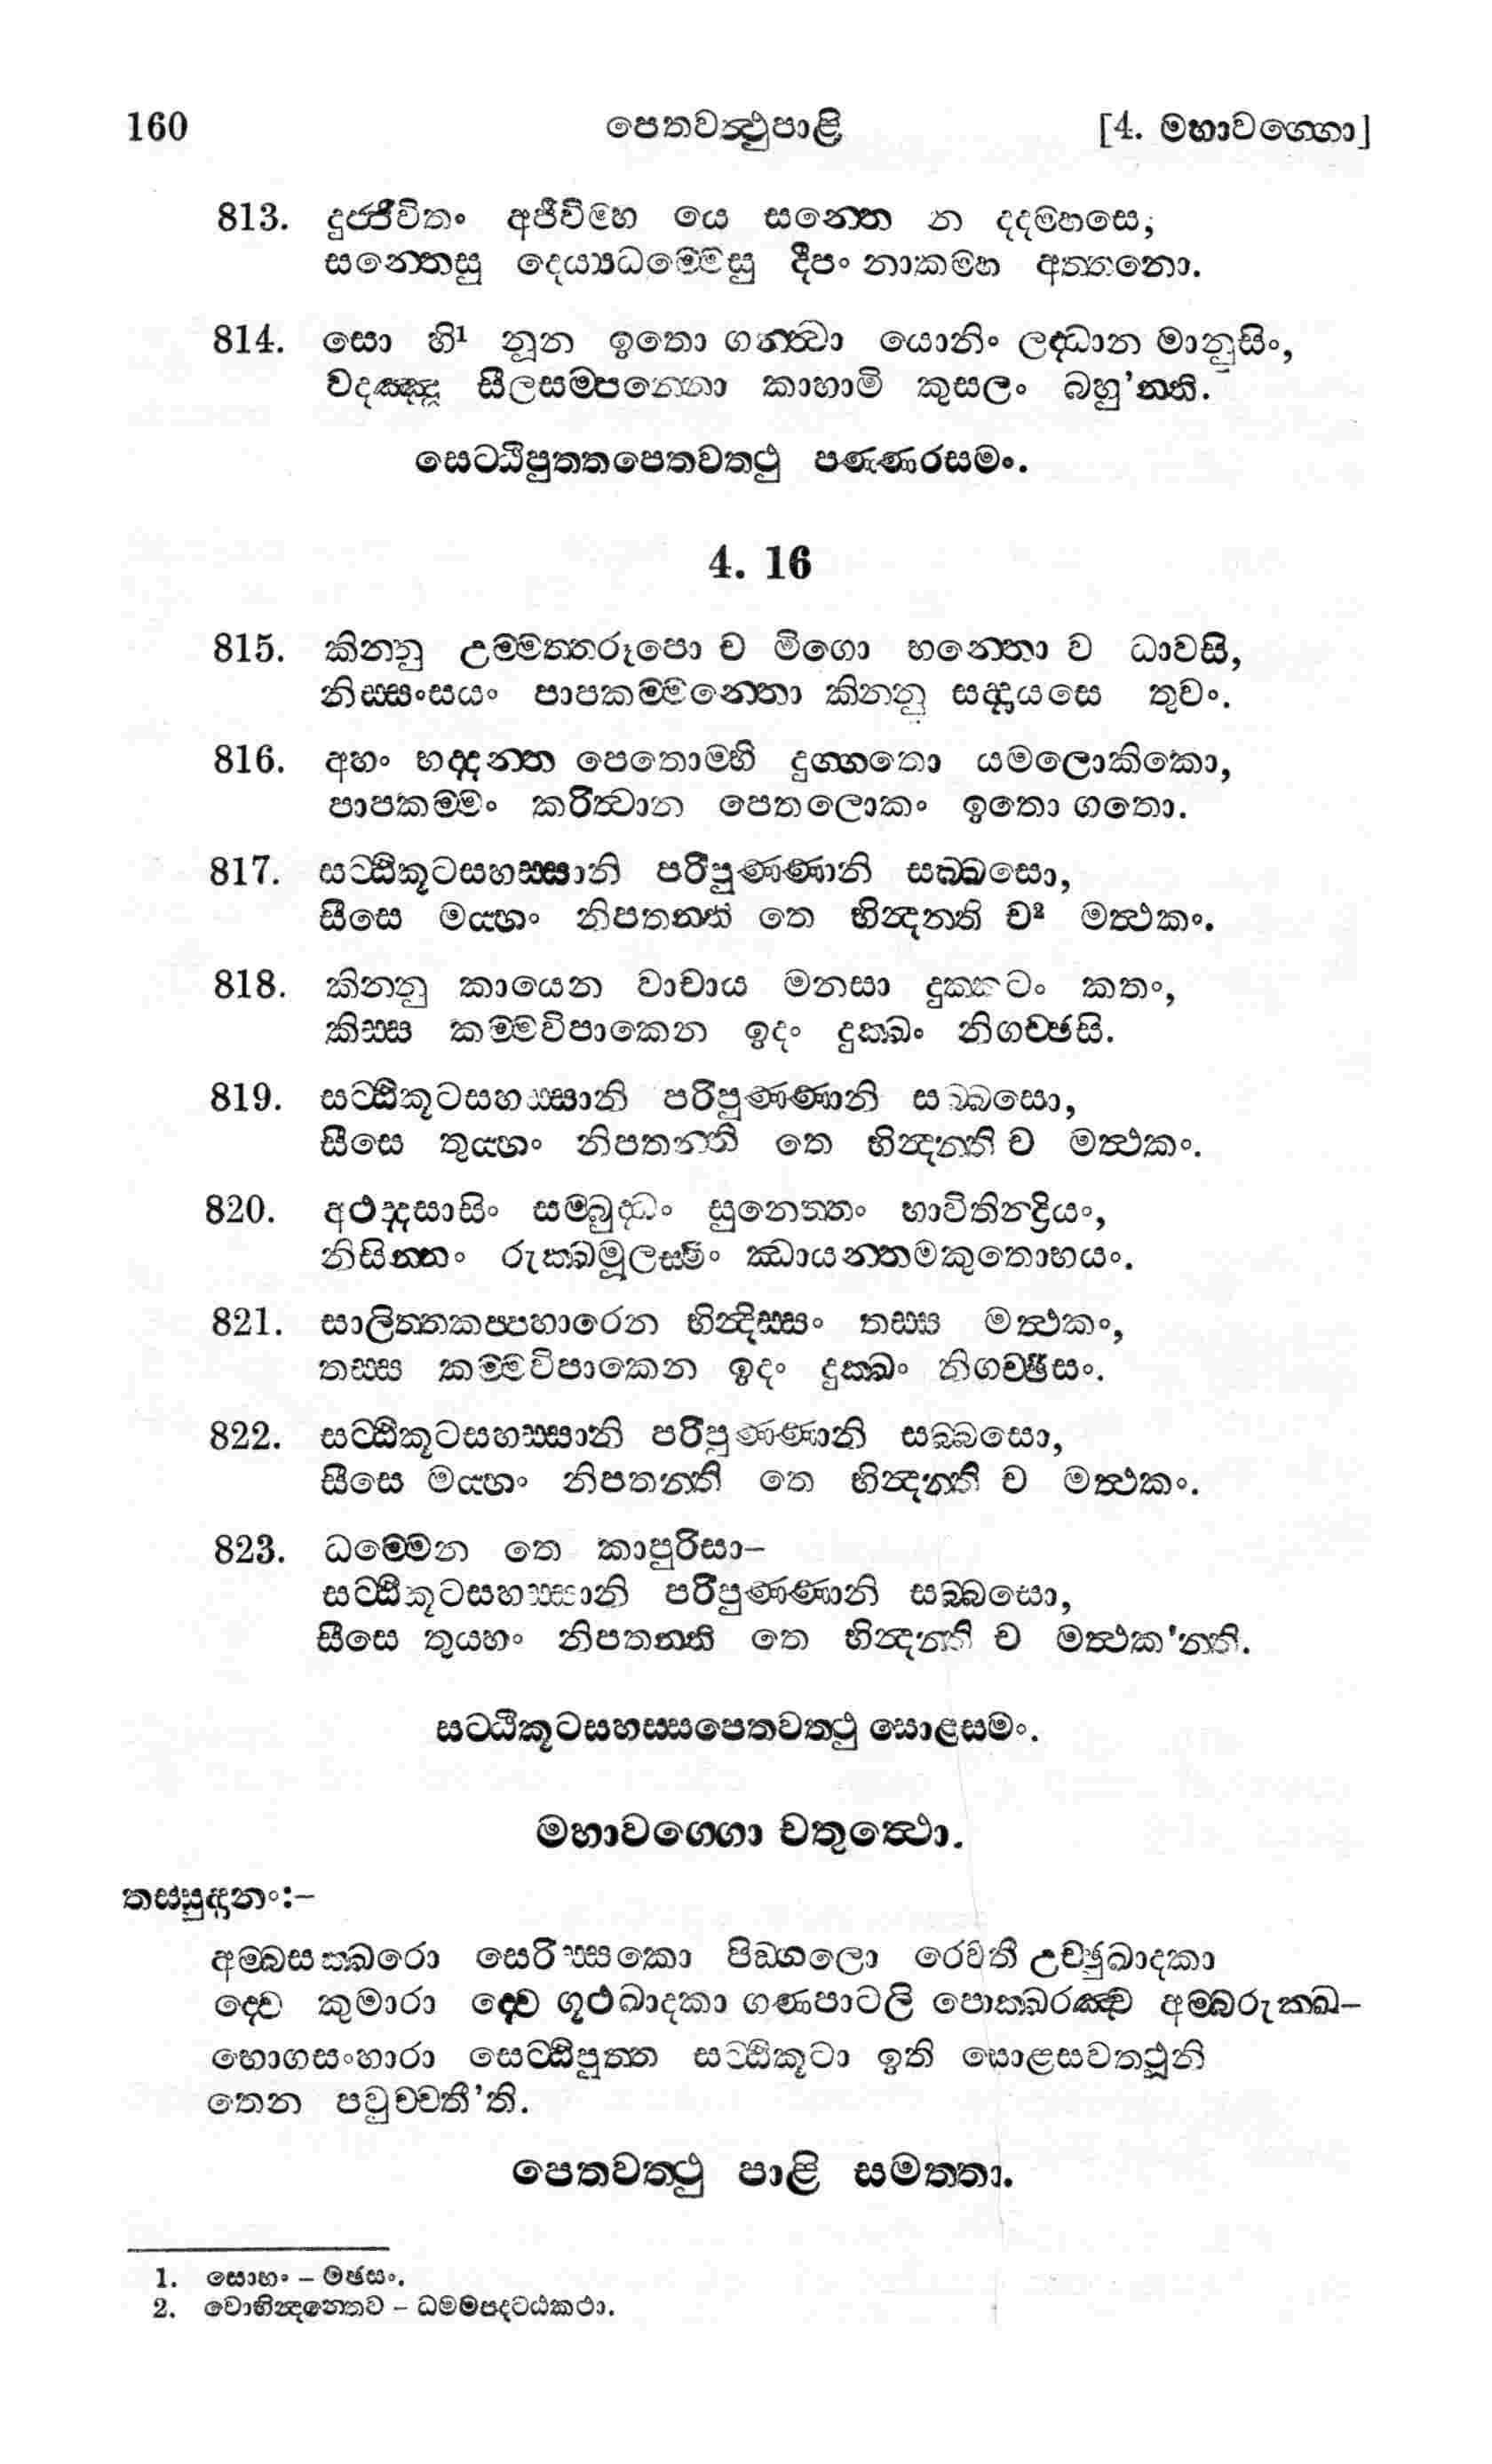 160 පෙතවත්ථුපාළි [4. මහාවග්ගො]
813. දුජ්ජීවිතං අජීවිම්හ යෙ සන්තෙ න දදම්හසෙ,
සන්තෙසු දෙය්‍යධම්මෙසු දීපං නාකම්හ අත්තනො.
814. සො හි¹ නූන ඉතො ගන්ත්වා යොනිං ලද්ධාන මානුසිං,
වදඤ්ඤූ සීලසම්පන්නො කාහාමි කුසලං බහු'න්ති.
සෙට්ඨිපුත්තපෙතවත්ථු පණ්ණරසමං.
4. 16
815. කින්නු උම්මත්තරූපො ච මිගො භන්තො ව ධාවසි,
නිස්සංසයං පාපකම්මන්තො කින්නු සද්දායසෙ තුවං.
816. අහං භද්දන්ත පෙතොම්හි දුග්ගතො යමලොකිකො,
පාපකම්මං කරිත්වාන පෙතලොකං ඉතො ගතො.
817. සට්ඨිකූටසහස්සානි පරිපුණ්ණානි සබ්බසො,
සීසෙ මය්හං නිපතන්ති තෙ භින්දන්ති ච² මත්ථකං.
818. කින්නු කායෙන වාචාය මනසා දුක්කටං කතං,
කිස්ස කම්මවිපාකෙන ඉදං දුක්ඛං නිගච්ඡසි.
819. සට්ඨිකූටසහස්සානි පරිපුණ්ණානි සබ්බසො,
සීසෙ තුය්හං නිපතන්ති තෙ භින්දන්ති ච මත්ථකං.
820. අථද්දසාසිං සම්බුද්ධං සුනෙත්තං භාවිතින්ද්‍රියං,
නිසින්නං රුක්ඛමූලස්මිං ඣායන්තමකුතොභයං.
821. සාලිත්තකප්පහාරෙන භින්දිස්සං තස්ස මත්ථකං,
තස්ස කම්මවිපාකෙන ඉදං දුක්ඛං නිගච්ඡිසං.
822. සට්ඨිකූටසහස්සානි පරිපුණ්ණානි සබ්බසො,
සීසෙ මය්හං නිපතන්ති තෙ භින්දන්ති ච මත්ථකං.
823. ධම්මෙන තෙ කාපුරිසා–
සට්ඨිකූටසහස්සානි පරිපුණ්ණානි සබ්බසො,
සීසෙ තුය්හං නිපතන්ති තෙ භින්දන්ති ච මත්ථක'න්ති.
සට්ඨිකූටසහස්සපෙතවත්ථු සොළසමං.
මහාවග්ගො චතුත්ථො.
තස්සුද්දානං:–
අම්බසක්ඛරො සෙරිස්සකො පිඞ්ගලො රෙවතී උච්ඡුඛාදකා
ද්වෙ කුමාරා ද්වෙ ගූථඛාදකා ගණපාටලි පොක්ඛරඤ්ච අම්බරුක්ඛ–
භොගසංහාරා සෙට්ඨිපුත්ත සට්ඨිකූටා ඉති සොළසවත්ථූනි
තෙන පවුච්චතී'ති.
පෙතවත්ථු පාළි සමත්තා.
1. සොහං – මඡසං.
2. වොභින්දන්තෙව – ධම්මපදට්ඨකථා.